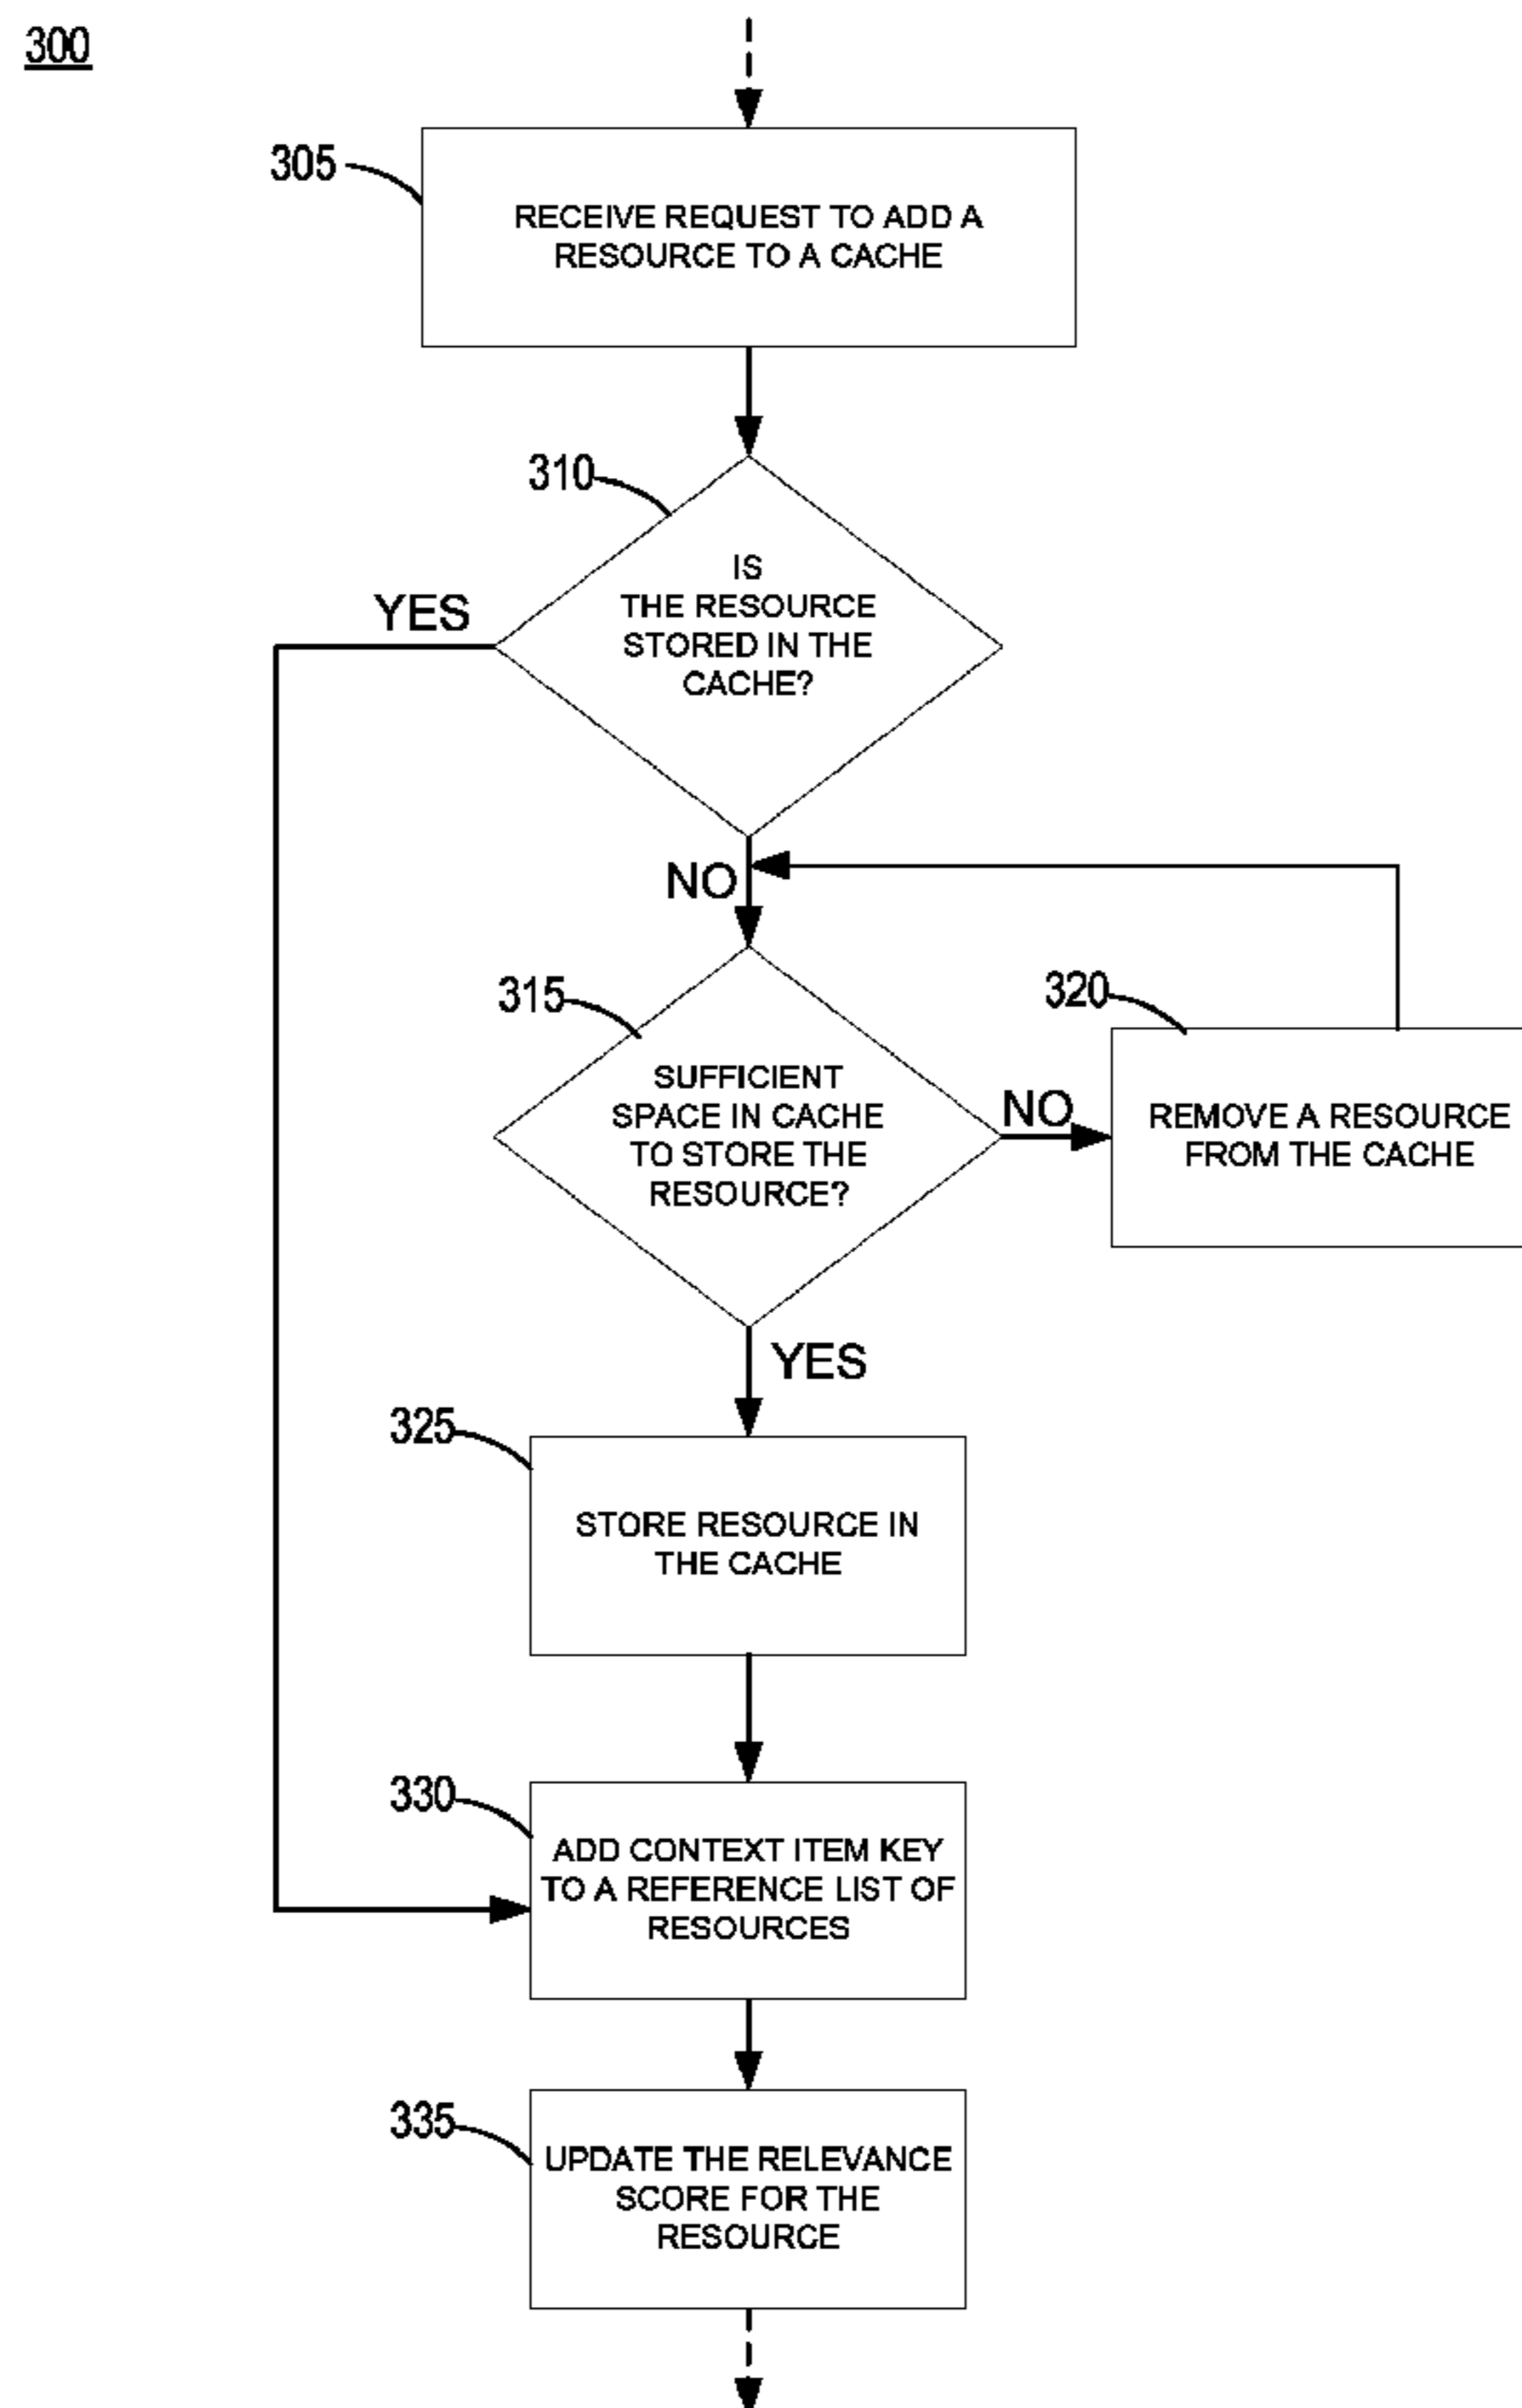 300
305
RECEIVE REQUEST TO ADD A
RESOURCE TO A CACHE
310
IS
THE RESOURCE
STORED IN THE
CACHE?
YES
NO
315
SUFFICIENT
SPACE IN CACHE
TO STORE THE
RESOURCE?
NO
320
REMOVE A RESOURCE
FROM THE CACHE
YES
325
STORE RESOURCE IN
THE CACHE
330
ADD CONTEXT ITEM KEY
TO A REFERENCE LIST OF
RESOURCES
335
UPDATE THE RELEVANCE
SCORE FOR THE
RESOURCE